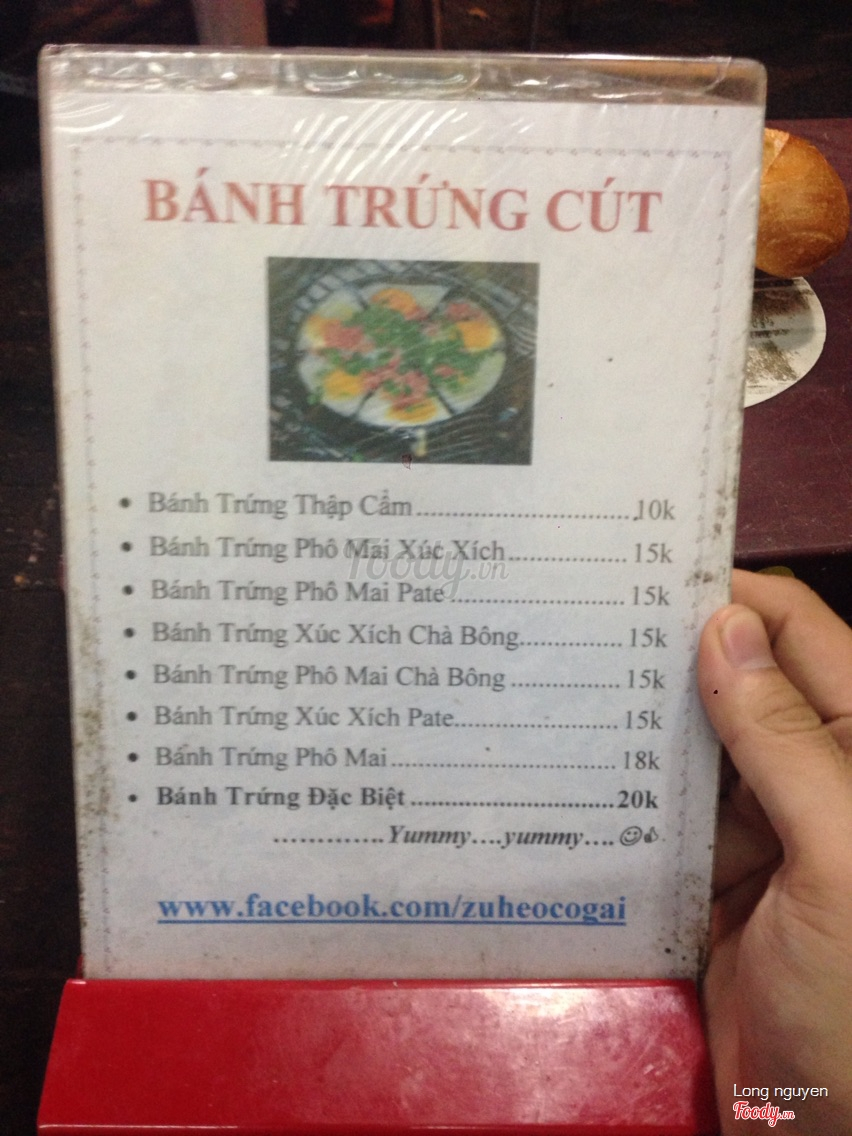 BÁNH TRỨNG CÚT
• Bánh Trứng Thập Cẩm..............................10k
• Bánh Trứng Phô Mai Xúc Xích................ 15k
• Bánh Trứng Phô Mai Pate ........................ 15k
• Bánh Trứng Xúc Xích Chà Bông.............. 15k
• Bánh Trứng Phô Mai Chà Bông ............... 15k
• Bánh Trứng Xúc Xích Pate...................... 15k
• Bánh Trứng Phô Mai............................... 18k
• Bánh Trứng Đặc Biệt ............................20k
.............Yummy....yummy....☺👍.
www.facebook.com/zuheocogai
Foody.vn
Long nguyen
Foody.vn